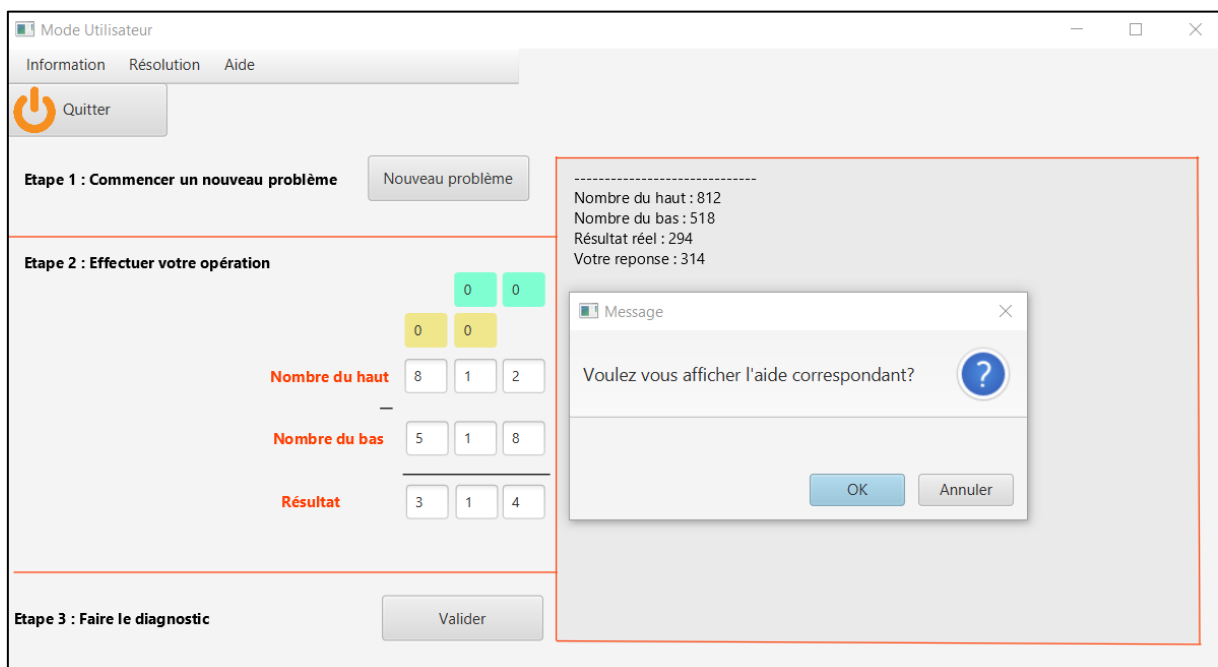 Mode Utilisateur
Information Résolution Aide
Quitter
Etape 1 : Commencer un nouveau problème
Nouveau problème
Etape 2 : Effectuer votre opération
0 0
0 0
Nombre du haut 8 1 2
—
Nombre du bas 5 1 8
Résultat 3 1 4
Etape 3 : Faire le diagnostic
Valider
------------------------------
Nombre du haut : 812
Nombre du bas : 518
Résultat réel : 294
Votre reponse : 314
Message
Voulez vous afficher l'aide correspondant?
?
OK Annuler